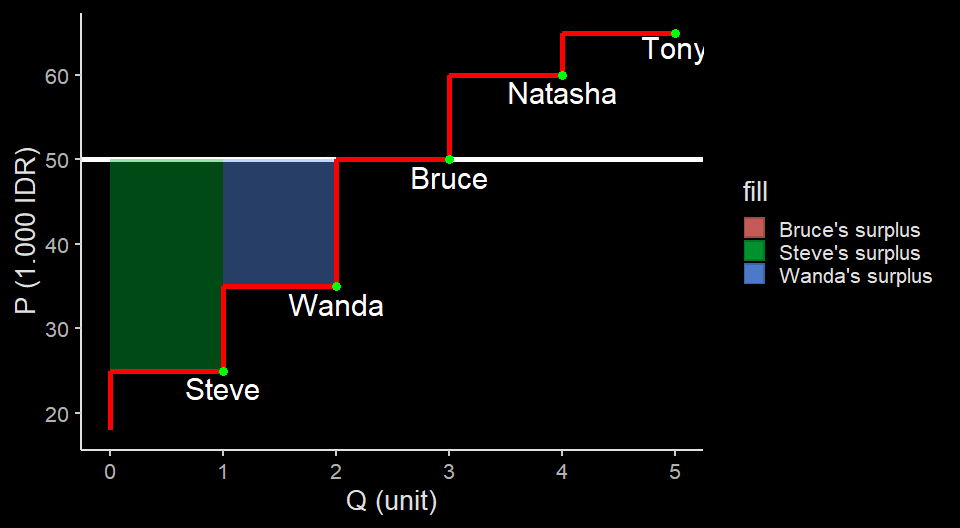 Tony
Natasha
Bruce
Wanda
Steve
60
50
40
30
20
P (1.000 IDR)
0 1 2 3 4 5
Q (unit)
fill
Bruce's surplus
Steve's surplus
Wanda's surplus